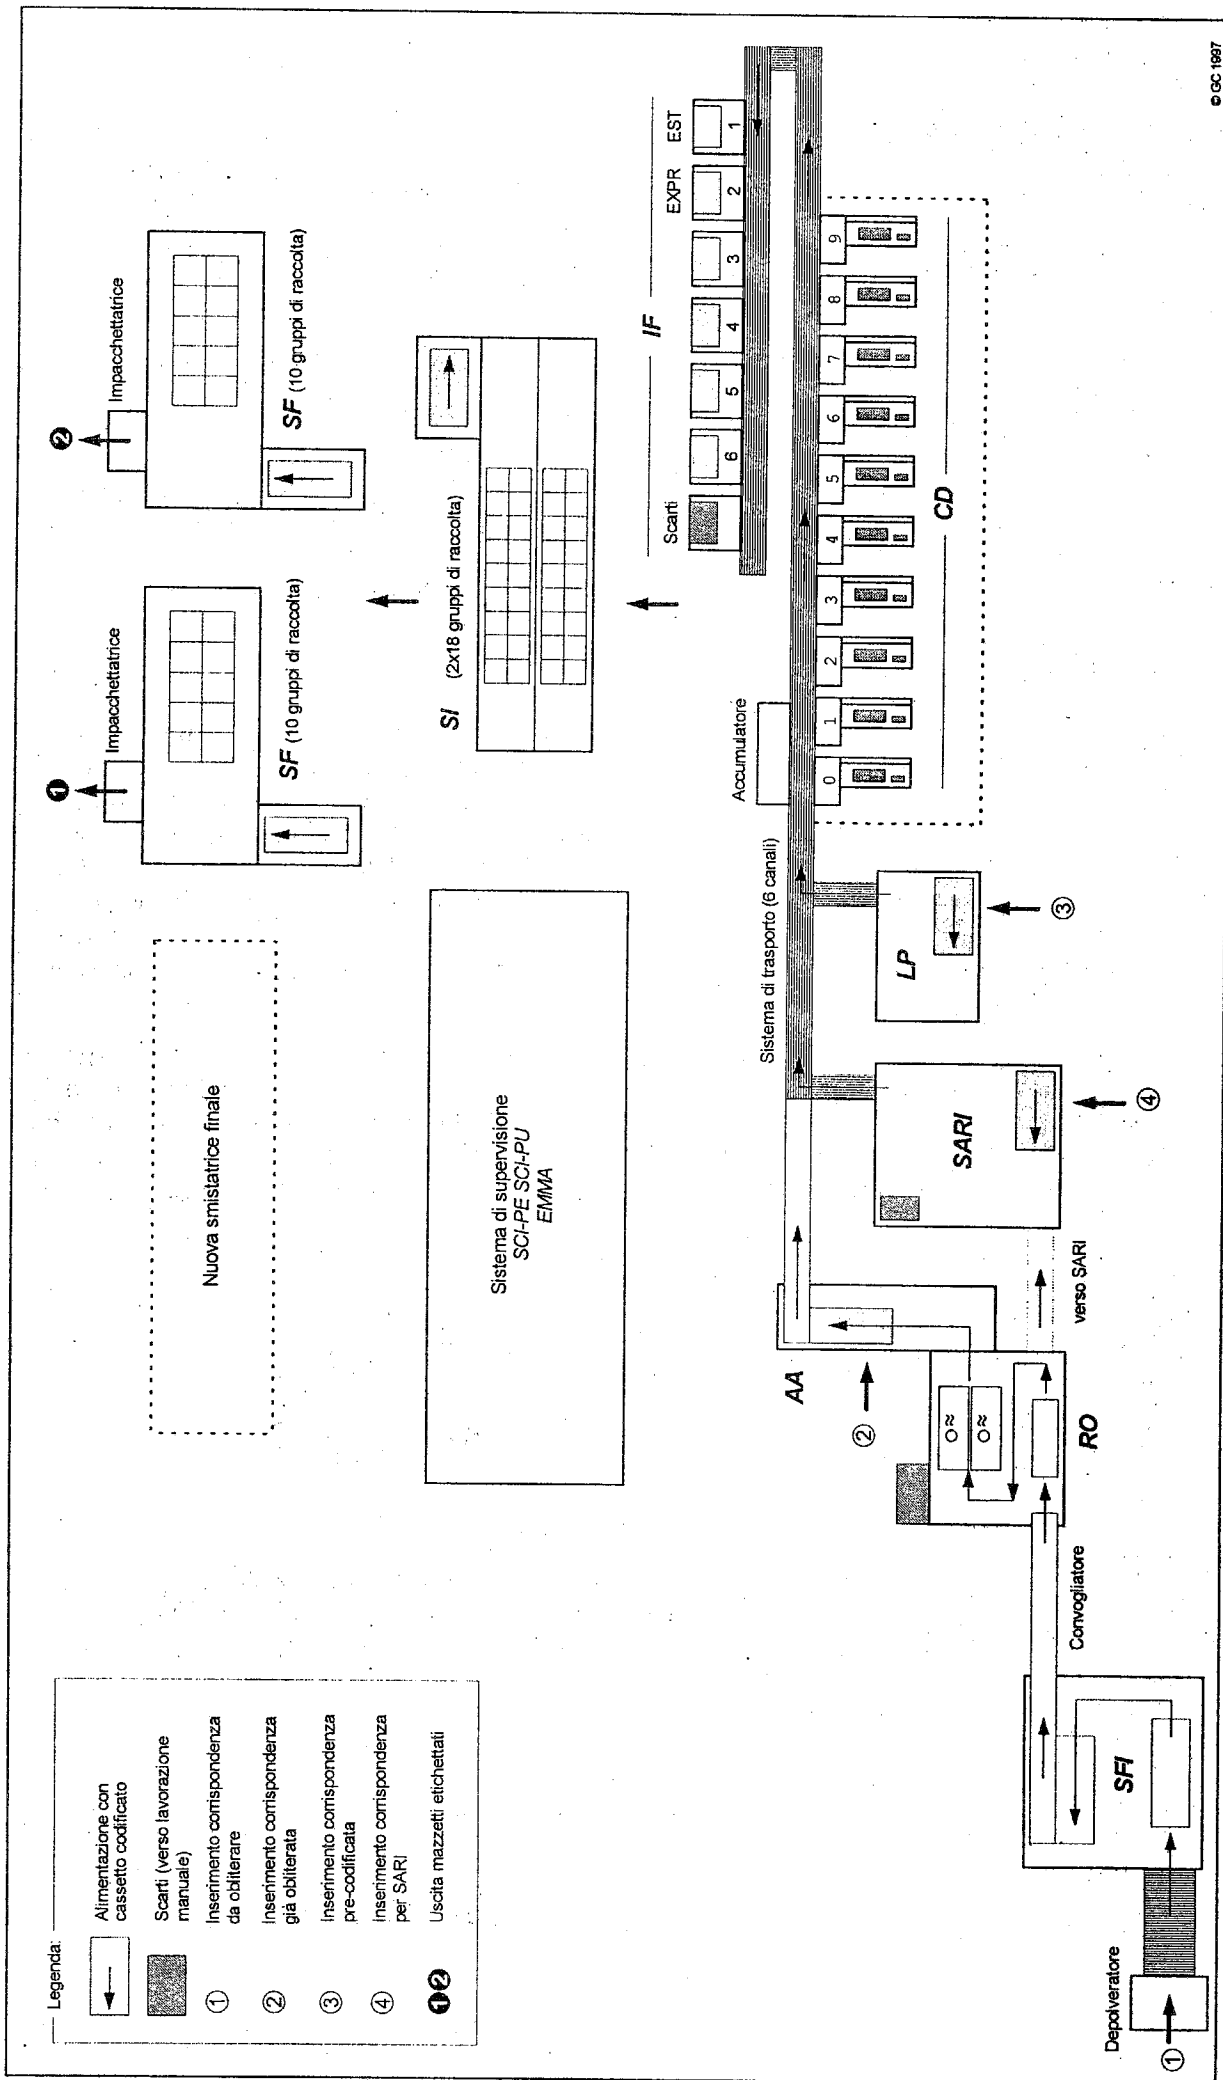 Legenda:
Alimentazione con
cassetto codificato
Scarti (verso lavorazione
manuale)
① Inserimento corrispondenza
da obliterare
② Inserimento corrispondenza
già obliterata
③ Inserimento corrispondenza
pre-codificata
④ Inserimento corrispondenza
per SARI
❶❷ Uscita mazzetti etichettati
Nuova smistatrice finale
❶
Impacchettatrice
SF (10 gruppi di raccolta)
❷
Impacchettatrice
SF (10 gruppi di raccolta)
Sistema di supervisione
SCI-PE SCI-PU
EMMA
SI (2x18 gruppi di raccolta)
Scarti
IF
EXPR
EST
6
5
4
3
2
1
Accumulatore
Sistema di trasporto (6 canali)
0
1
2
3
4
5
6
7
8
9
CD
AA
②
RO
verso SARI
SARI
④
LP
③
Convogliatore
SFI
Depolveratore
①
© GC 1997